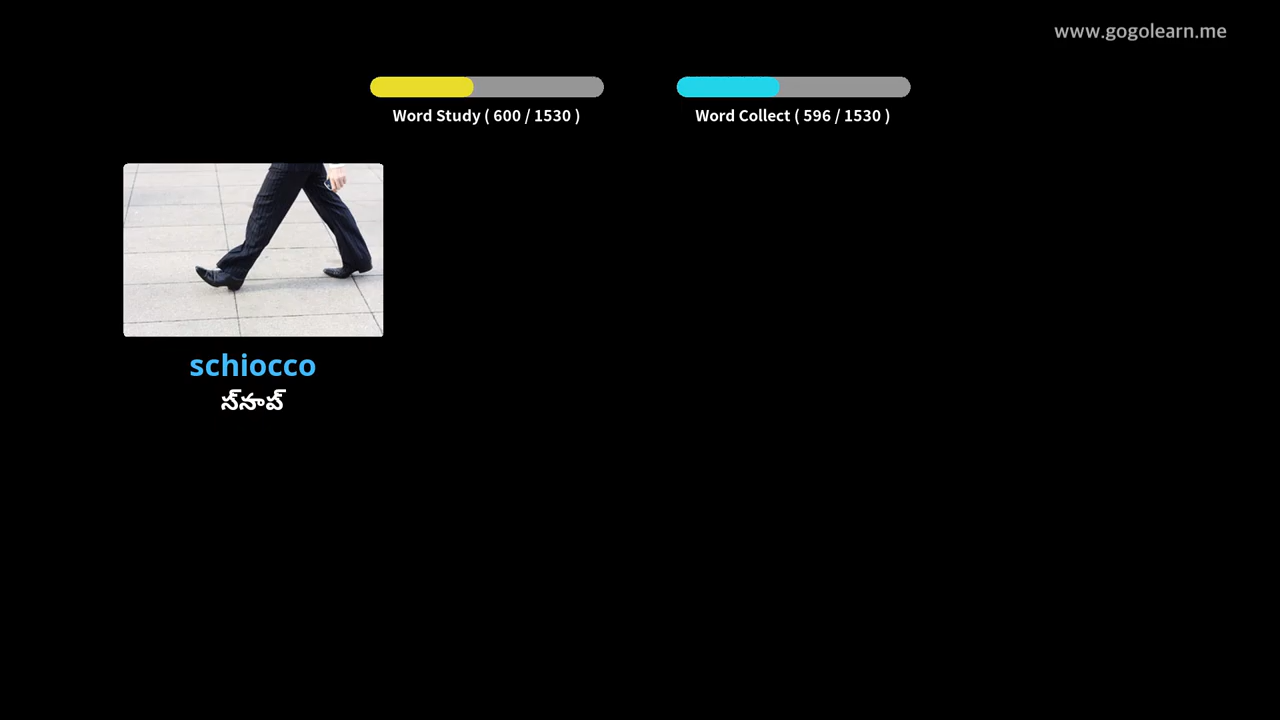 www.gogolearn.me
Word Study ( 600 / 1530 )
Word Collect ( 596 / 1530 )
schiocco
స్‌నాప్